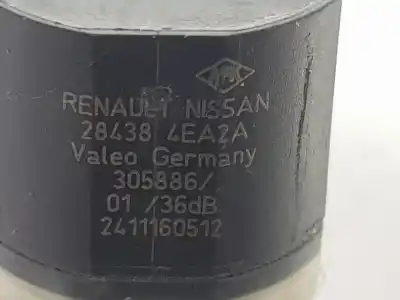 RENAULT NISSAN
28438 4EA2A
Valeo Germany
305886/
01 /36dB
2411160512